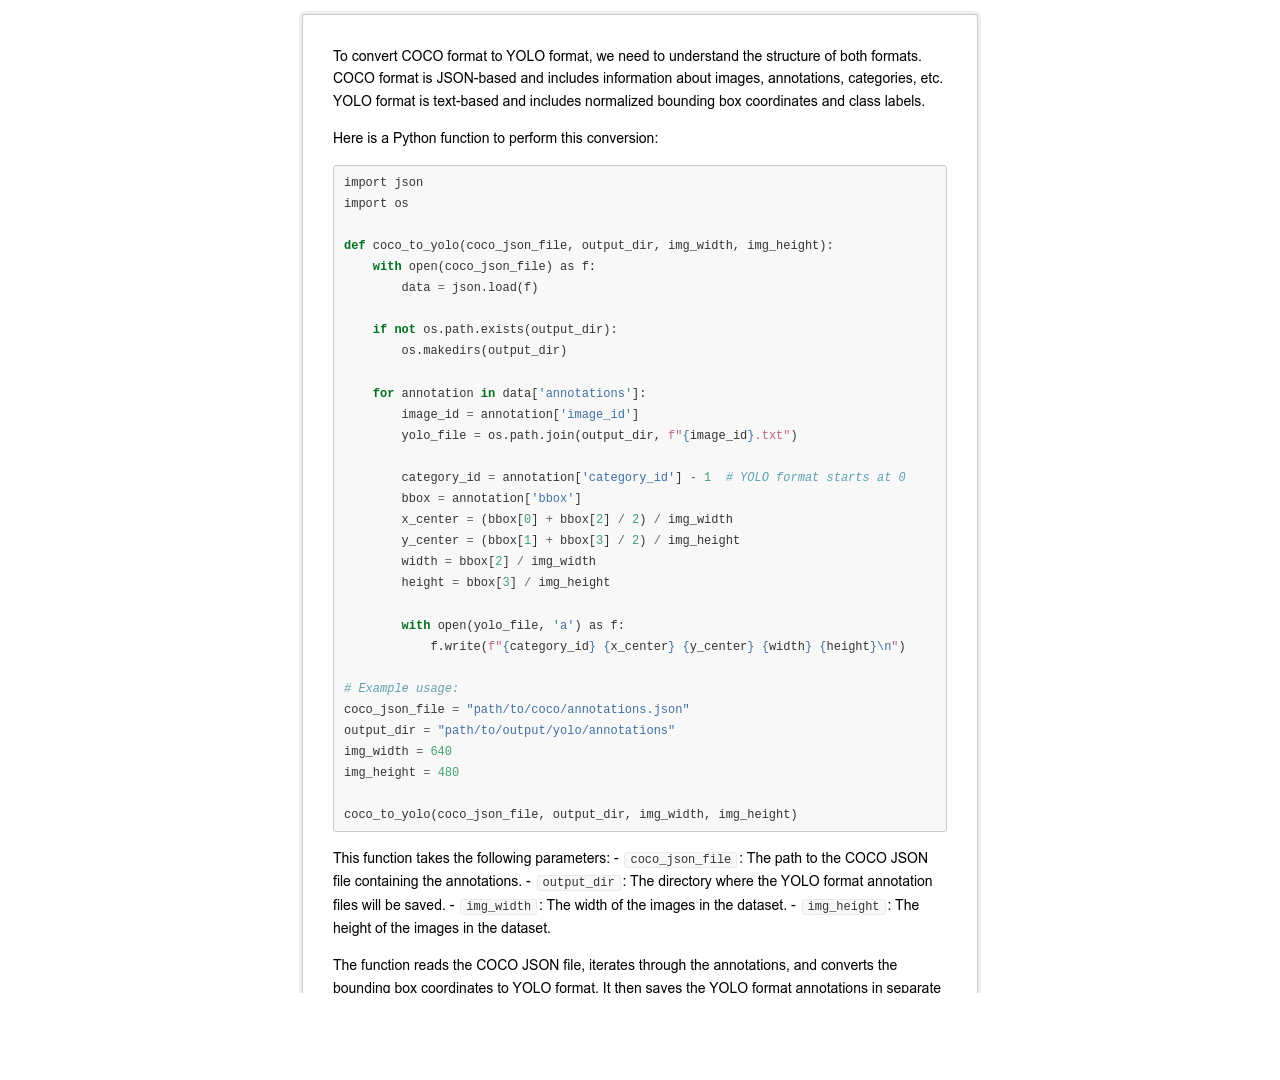 To convert COCO format to YOLO format, we need to understand the structure of both formats.
COCO format is JSON-based and includes information about images, annotations, categories, etc.
YOLO format is text-based and includes normalized bounding box coordinates and class labels.
Here is a Python function to perform this conversion:
import json
import os
def coco_to_yolo(coco_json_file, output_dir, img_width, img_height):
    with open(coco_json_file) as f:
        data = json.load(f)
    if not os.path.exists(output_dir):
        os.makedirs(output_dir)
    for annotation in data['annotations']:
        image_id = annotation['image_id']
        yolo_file = os.path.join(output_dir, f"{image_id}.txt")
        category_id = annotation['category_id'] - 1  # YOLO format starts at 0
        bbox = annotation['bbox']
        x_center = (bbox[0] + bbox[2] / 2) / img_width
        y_center = (bbox[1] + bbox[3] / 2) / img_height
        width = bbox[2] / img_width
        height = bbox[3] / img_height
        with open(yolo_file, 'a') as f:
            f.write(f"{category_id} {x_center} {y_center} {width} {height}\n")
# Example usage:
coco_json_file = "path/to/coco/annotations.json"
output_dir = "path/to/output/yolo/annotations"
img_width = 640
img_height = 480
coco_to_yolo(coco_json_file, output_dir, img_width, img_height)
This function takes the following parameters: - coco_json_file: The path to the COCO JSON
file containing the annotations. - output_dir: The directory where the YOLO format annotation
files will be saved. - img_width: The width of the images in the dataset. - img_height: The
height of the images in the dataset.
The function reads the COCO JSON file, iterates through the annotations, and converts the
bounding box coordinates to YOLO format. It then saves the YOLO format annotations in separate